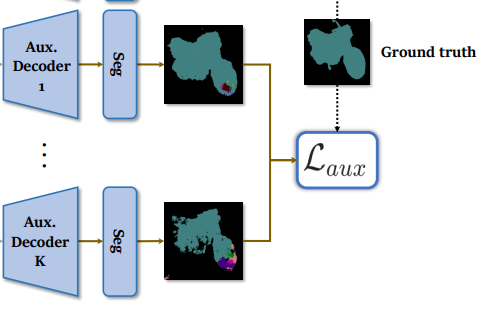 Aux.
Decoder
1
Seg
Ground truth
ℒaux
⋮
Aux.
Decoder
K
Seg